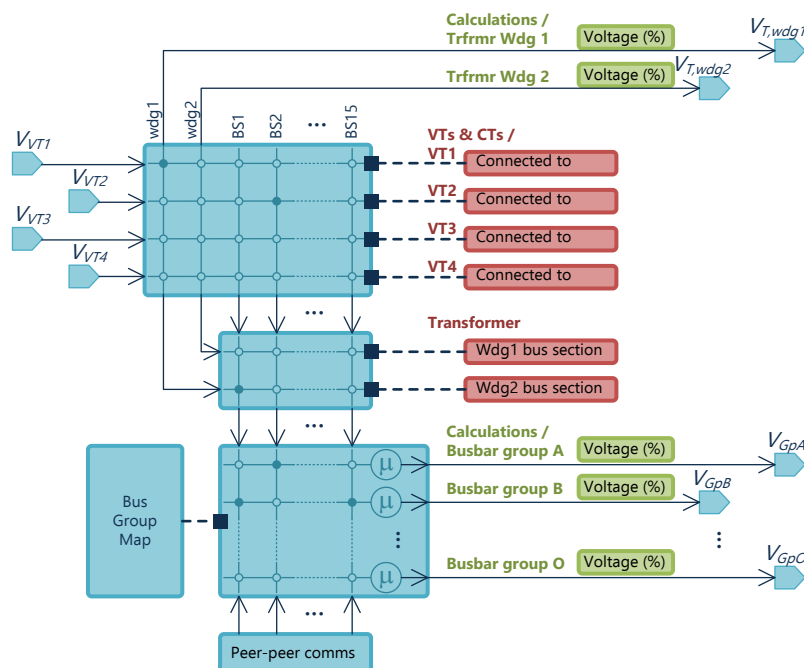 Calculations /
Trfrmr Wdg 1 Voltage (%) V_T,wdg1
Trfrmr Wdg 2 Voltage (%) V_T,wdg2
wdg1 wdg2 BS1 BS2 ... BS15
VTs & CTs /
V_VT1 VT1 Connected to
V_VT2 VT2 Connected to
V_VT3 VT3 Connected to
V_VT4 VT4 Connected to
...
Transformer
Wdg1 bus section
Wdg2 bus section
...
Calculations /
Busbar group A Voltage (%) V_GpA
μ
Busbar group B Voltage (%) V_GpB
μ
Bus
Group
Map
... ...
Busbar group O Voltage (%) V_GpO
μ
...
Peer-peer comms